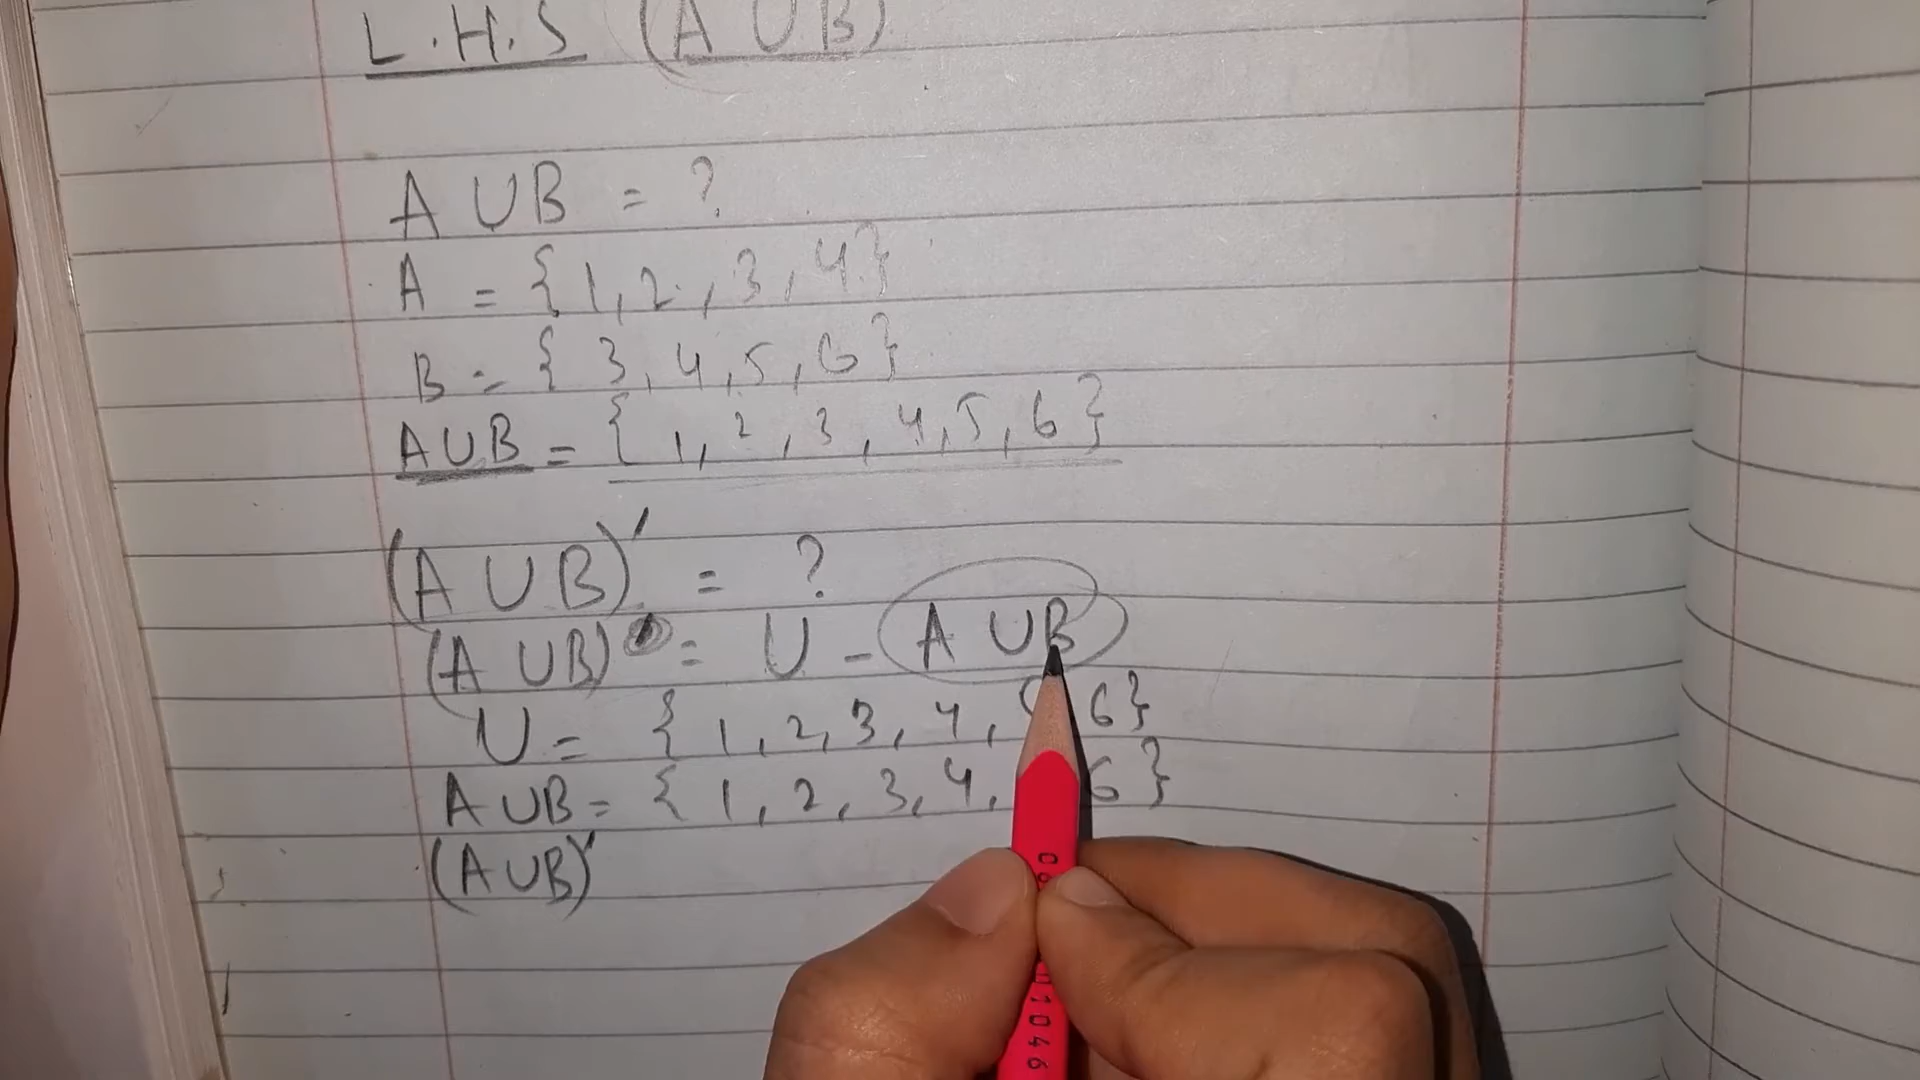 L.H.S (A ∪ B)
A ∪ B = ?
A = { 1, 2, 3, 4 }
B = { 3, 4, 5, 6 }
A ∪ B = { 1, 2, 3, 4, 5, 6 }
(A ∪ B)' = ?
(A ∪ B)' = U - A ∪ B
U = { 1, 2, 3, 4, 6 }
A ∪ B = { 1, 2, 3, 4, 6 }
(A ∪ B)'